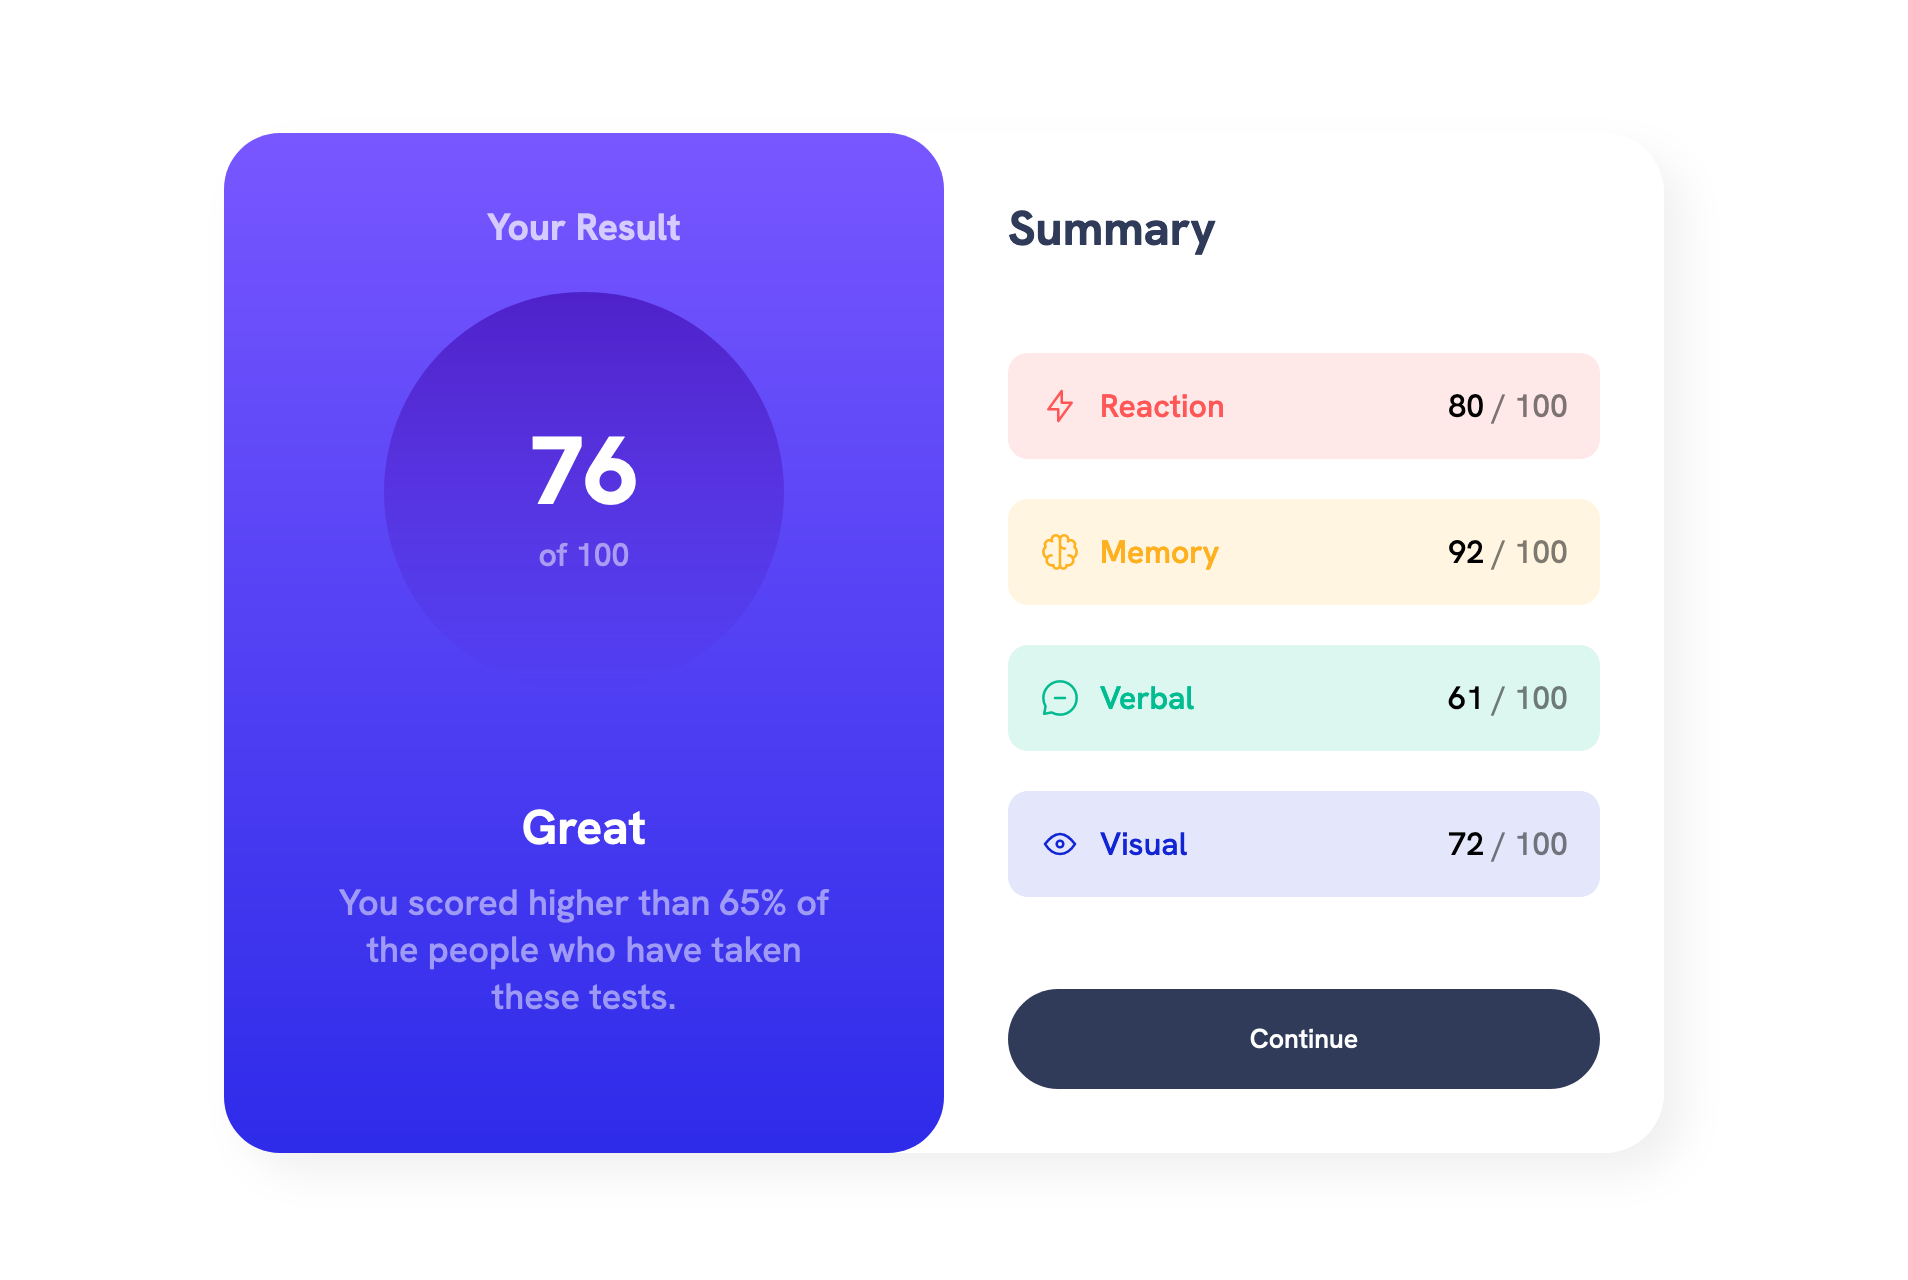 Your Result
76
of 100
Great
You scored higher than 65% of
the people who have taken
these tests.
Summary
Reaction 80 / 100
Memory 92 / 100
Verbal 61 / 100
Visual 72 / 100
Continue